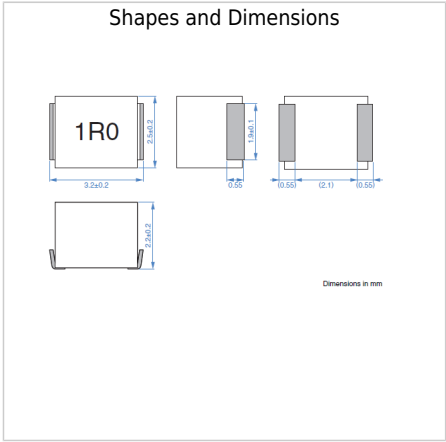 Shapes and Dimensions
1R0
2.5±0.2
1.9±0.1
3.2±0.2
0.55
(0.55)
(2.1)
(0.55)
2.2±0.2
Dimensions in mm